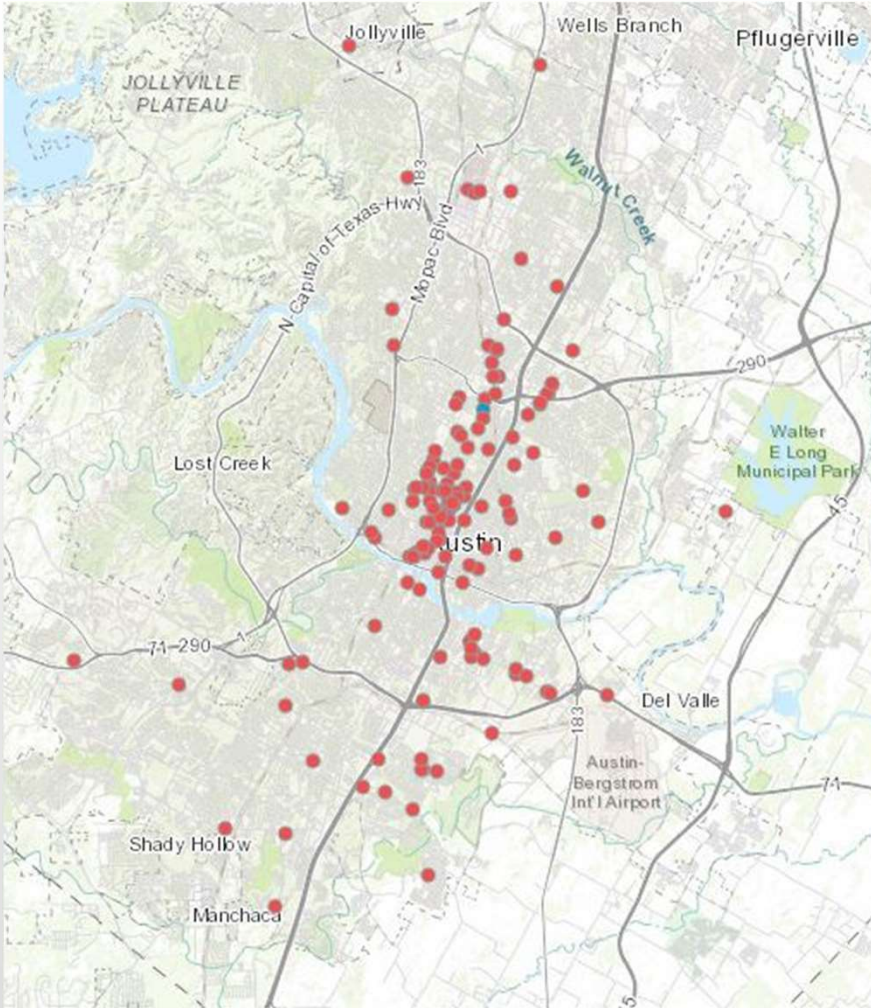 Jollyville
Wells Branch
Pflugerville
JOLLYVILLE
PLATEAU
1
Walnut Creek
183
N Capital of Texas Hwy
Mopac Blvd
290
Walter
E Long
Municipal Park
Lost Creek
45
Austin
1
71
290
Del Valle
183
Austin-
Bergstrom
Int'l Airport
71
Shady Hollow
Manchaca